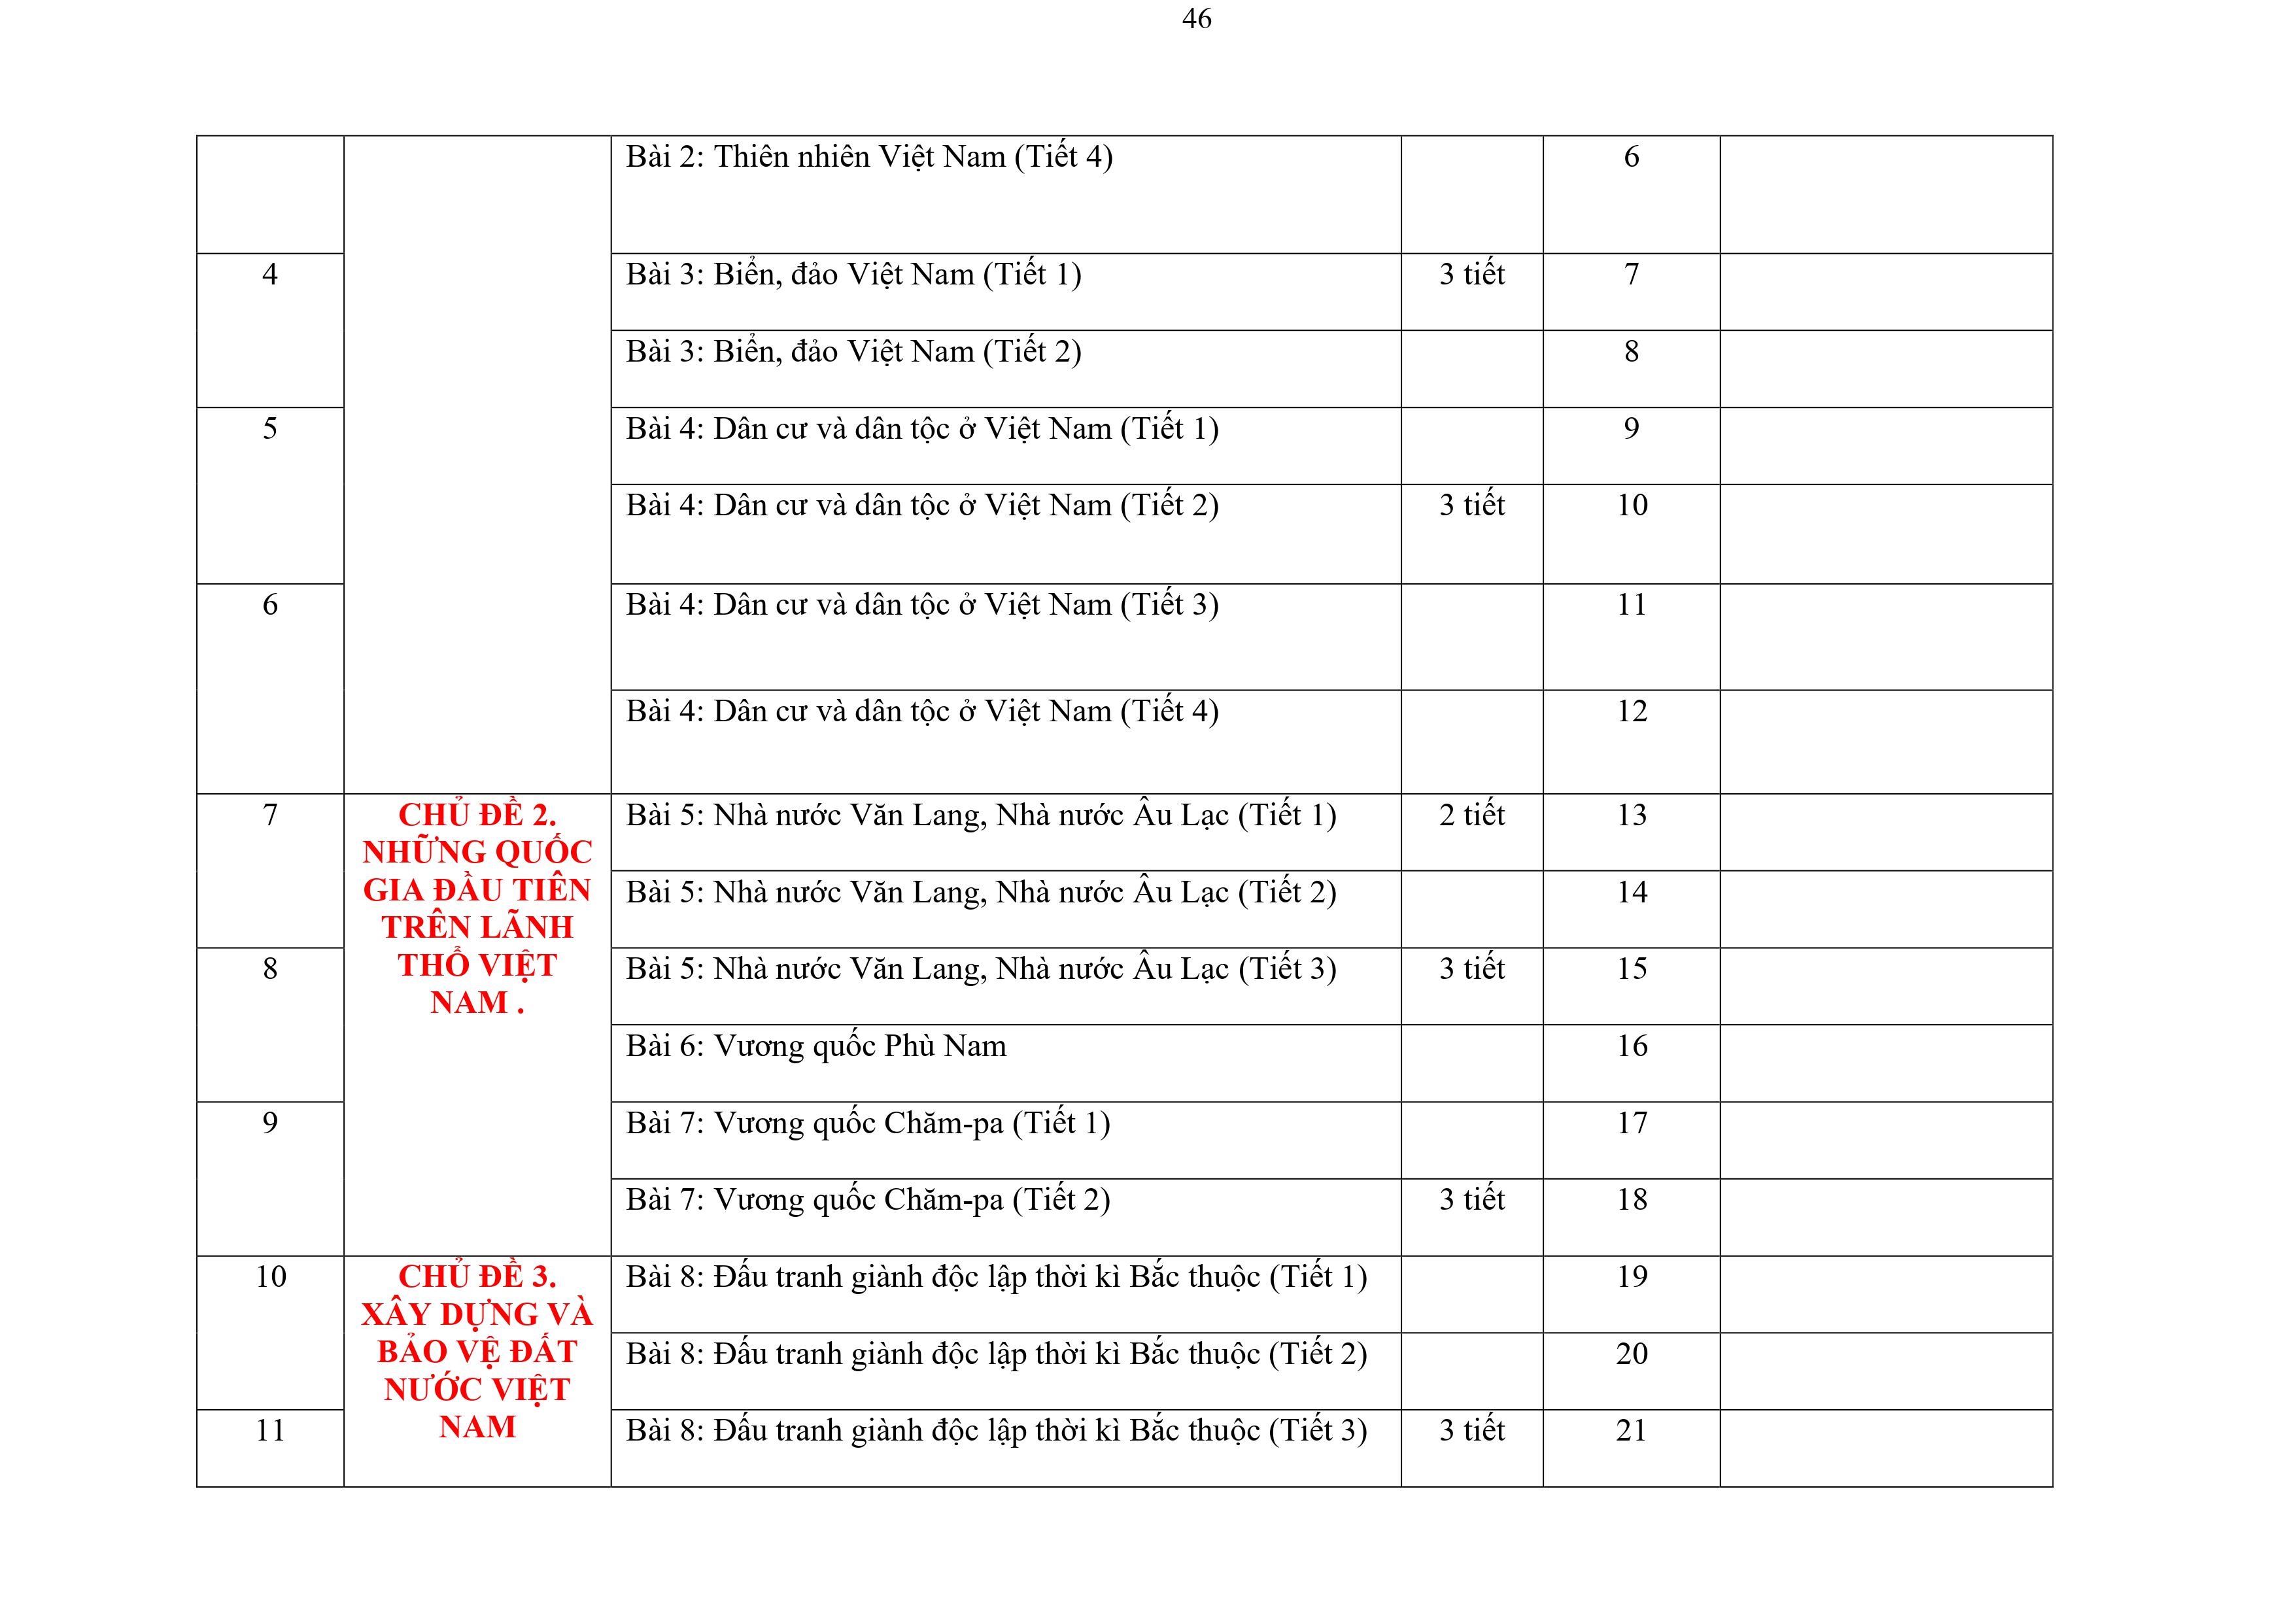 46
Bài 2: Thiên nhiên Việt Nam (Tiết 4) 6
4 Bài 3: Biển, đảo Việt Nam (Tiết 1) 3 tiết 7
Bài 3: Biển, đảo Việt Nam (Tiết 2) 8
5 Bài 4: Dân cư và dân tộc ở Việt Nam (Tiết 1) 9
Bài 4: Dân cư và dân tộc ở Việt Nam (Tiết 2) 3 tiết 10
6 Bài 4: Dân cư và dân tộc ở Việt Nam (Tiết 3) 11
Bài 4: Dân cư và dân tộc ở Việt Nam (Tiết 4) 12
7 CHỦ ĐỀ 2. Bài 5: Nhà nước Văn Lang, Nhà nước Âu Lạc (Tiết 1) 2 tiết 13
NHỮNG QUỐC
GIA ĐẦU TIÊN Bài 5: Nhà nước Văn Lang, Nhà nước Âu Lạc (Tiết 2) 14
TRÊN LÃNH
8 THỔ VIỆT Bài 5: Nhà nước Văn Lang, Nhà nước Âu Lạc (Tiết 3) 3 tiết 15
NAM .
Bài 6: Vương quốc Phù Nam 16
9 Bài 7: Vương quốc Chăm-pa (Tiết 1) 17
Bài 7: Vương quốc Chăm-pa (Tiết 2) 3 tiết 18
10 CHỦ ĐỀ 3. Bài 8: Đấu tranh giành độc lập thời kì Bắc thuộc (Tiết 1) 19
XÂY DỰNG VÀ
BẢO VỆ ĐẤT Bài 8: Đấu tranh giành độc lập thời kì Bắc thuộc (Tiết 2) 20
NƯỚC VIỆT
11 NAM Bài 8: Đấu tranh giành độc lập thời kì Bắc thuộc (Tiết 3) 3 tiết 21